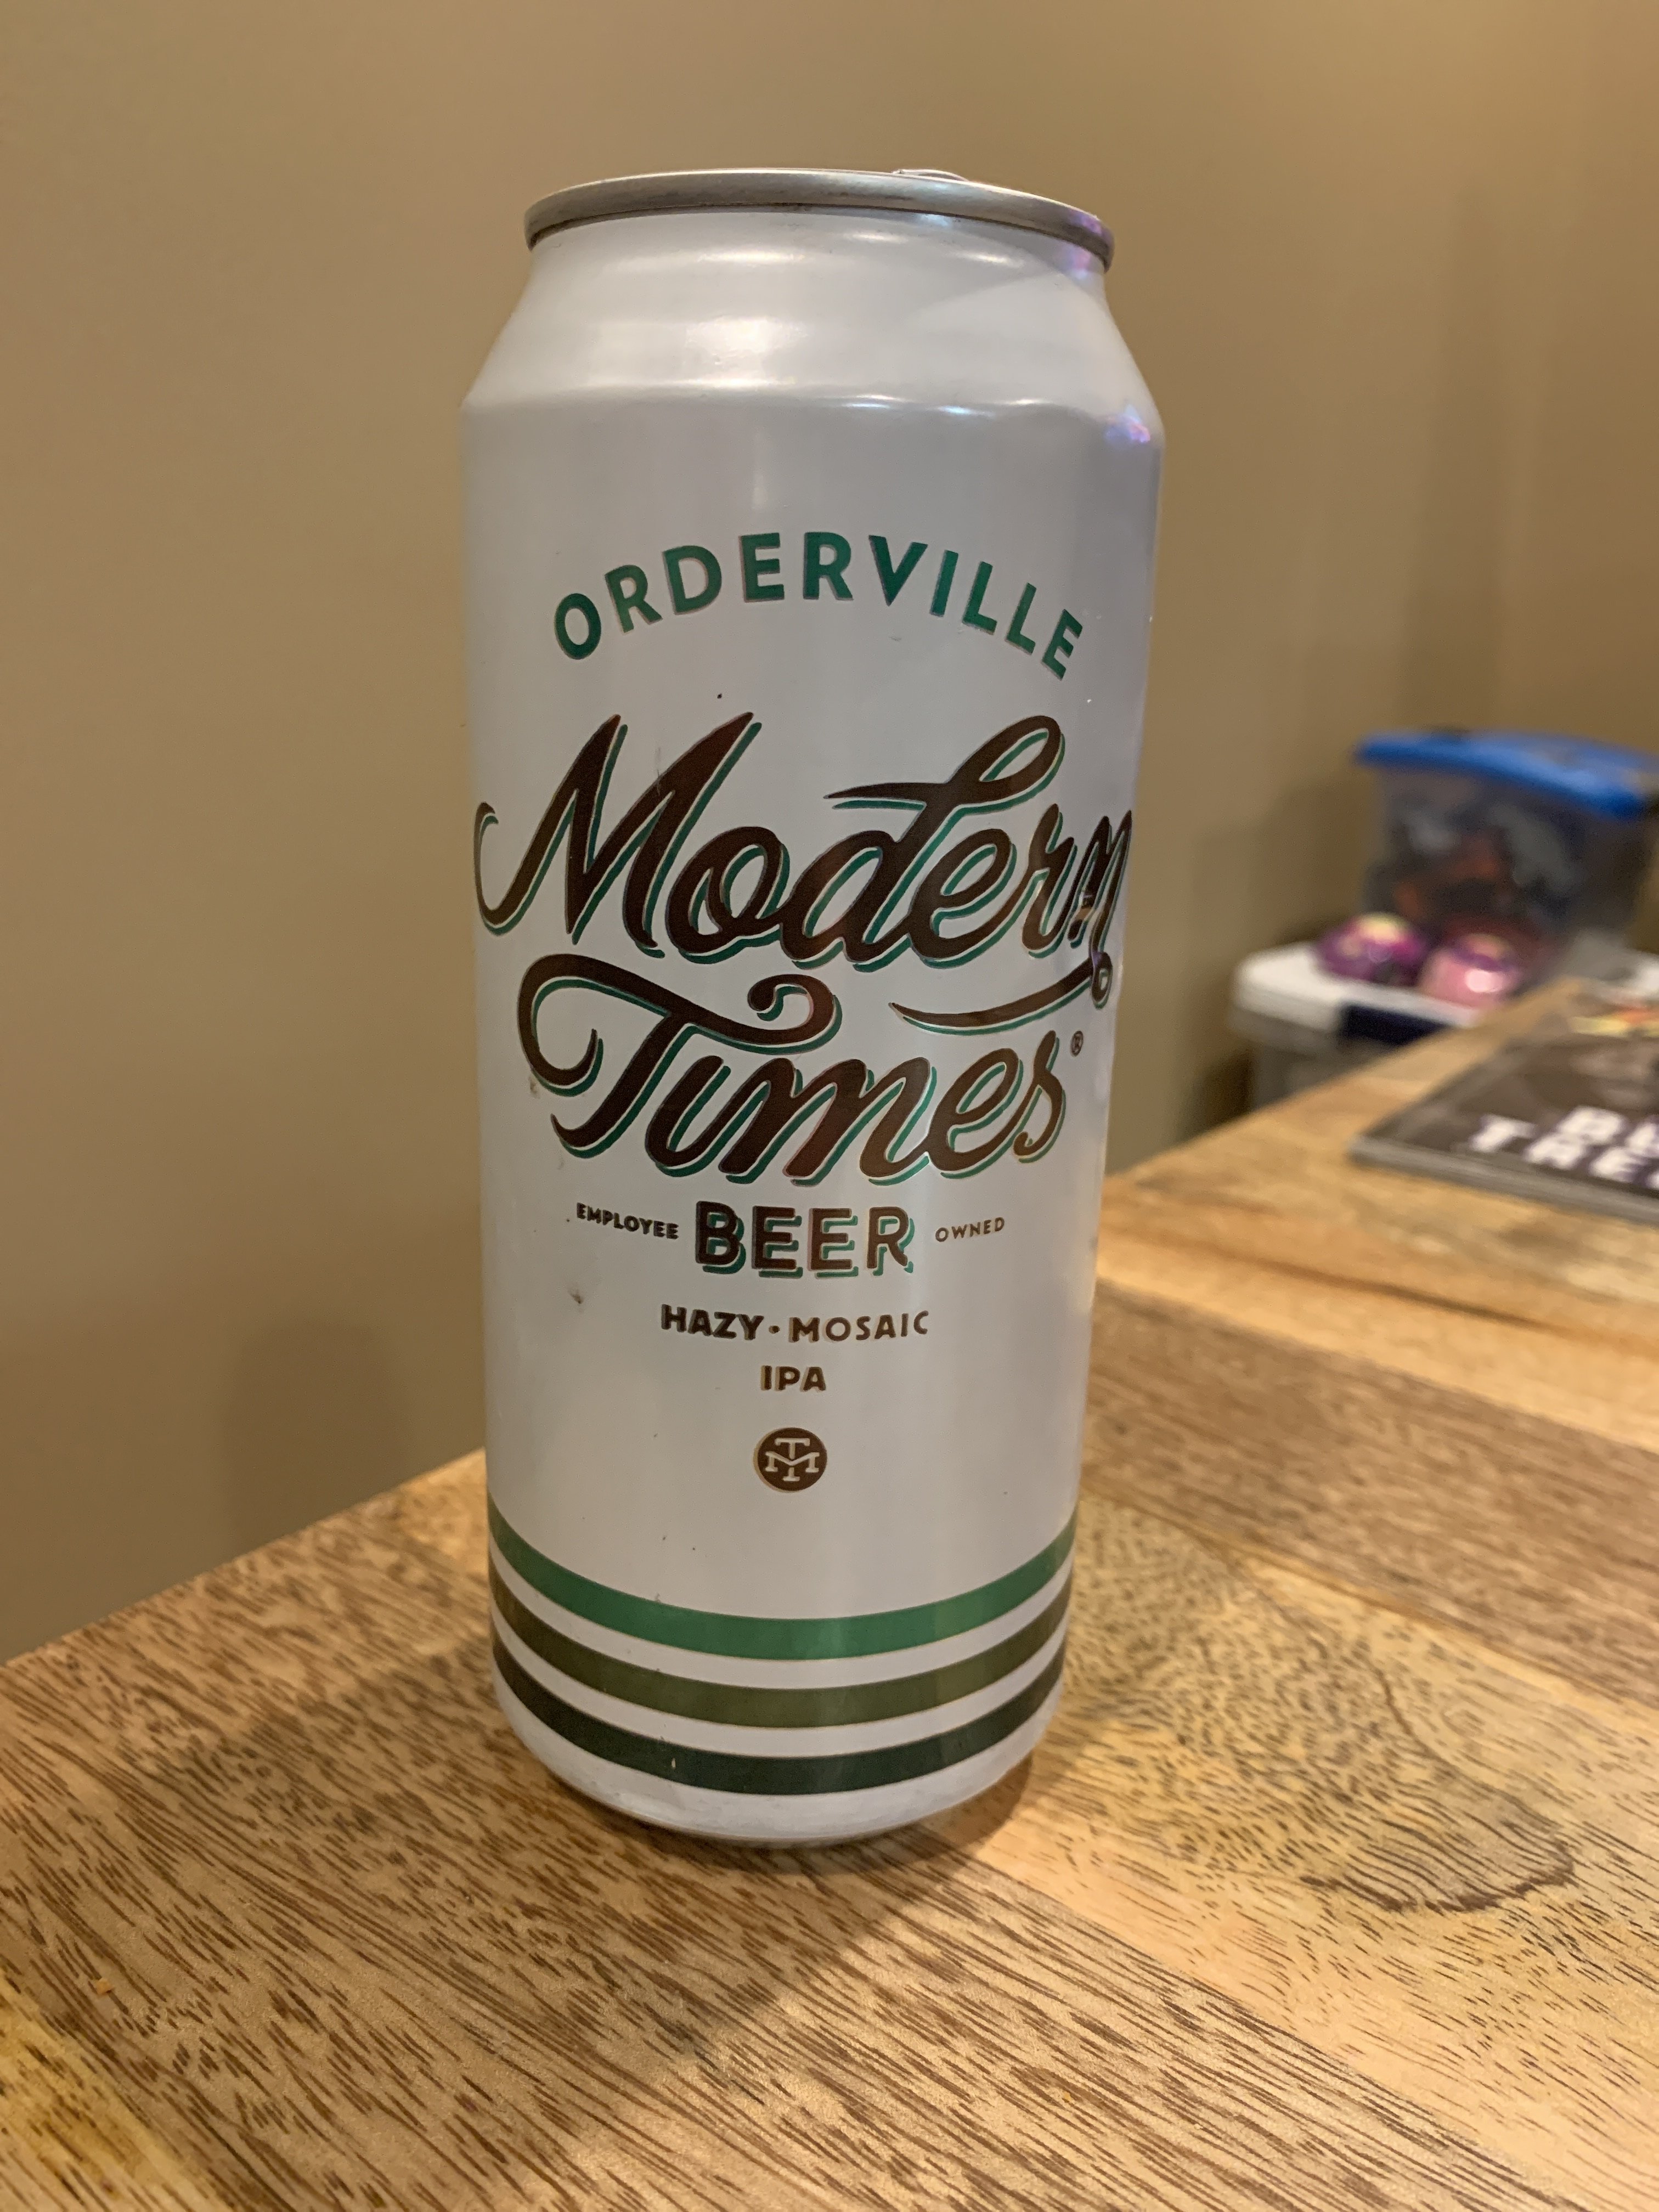 ORDERVILLE
Modern
Times®
EMPLOYEE BEER OWNED
HAZY • MOSAIC
IPA